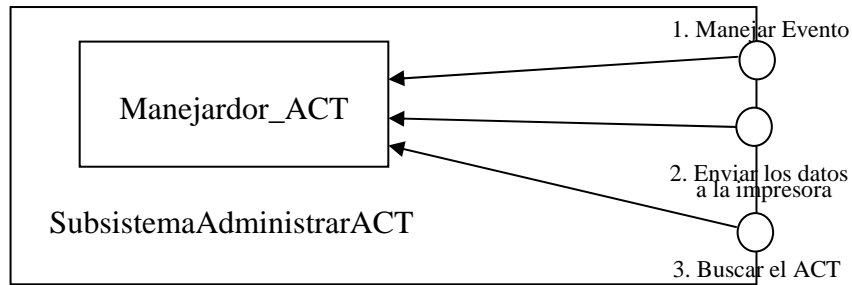 1. Manejar Evento
Manejardor_ACT
2. Enviar los datos
a la impresora
SubsistemaAdministrarACT
3. Buscar el ACT